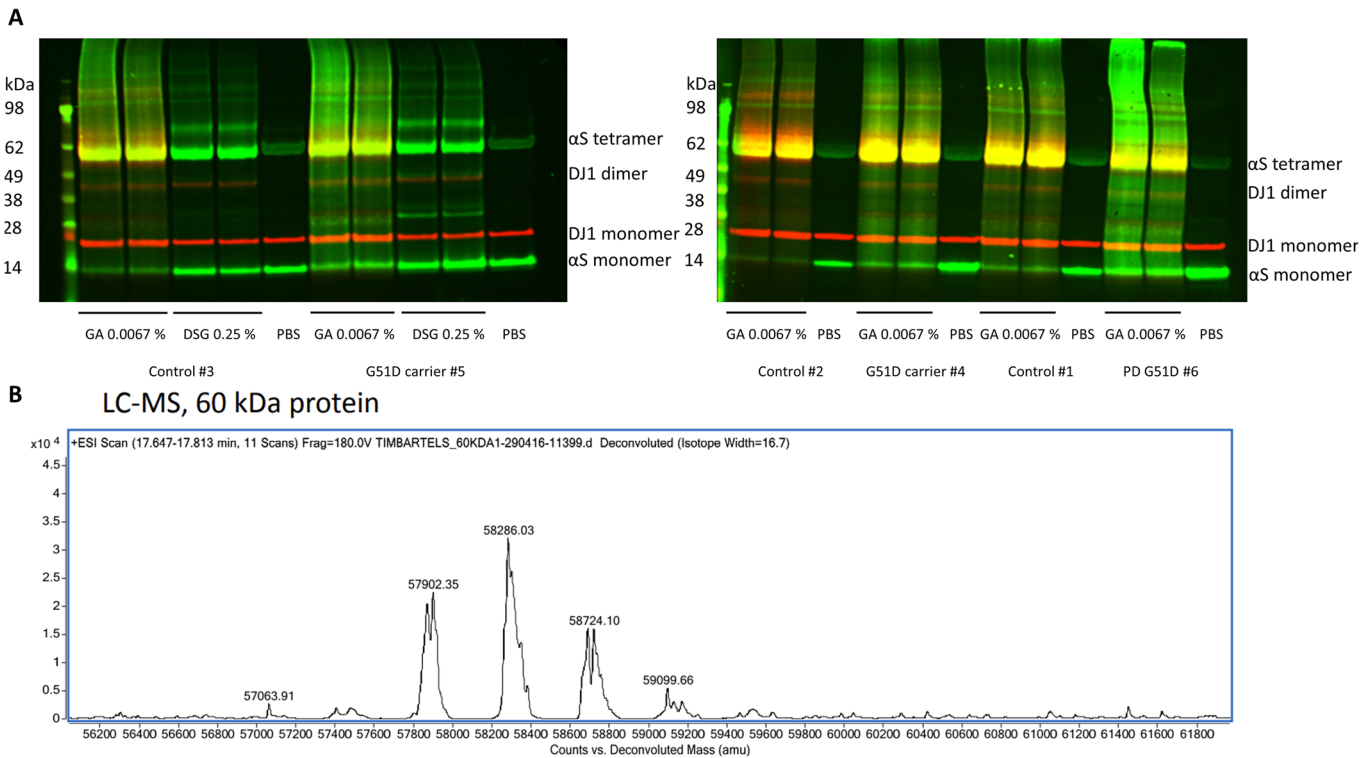 A
kDa
98
62
49
38
28
14
αS tetramer
DJ1 dimer
DJ1 monomer
αS monomer
GA 0.0067 % DSG 0.25 % PBS GA 0.0067 % DSG 0.25 % PBS
Control #3 G51D carrier #5
kDa
98
62
49
38
28
14
αS tetramer
DJ1 dimer
DJ1 monomer
αS monomer
GA 0.0067 % PBS GA 0.0067 % PBS GA 0.0067 % PBS GA 0.0067 % PBS
Control #2 G51D carrier #4 Control #1 PD G51D #6
B
LC-MS, 60 kDa protein
x10 4
+ESI Scan (17.647-17.813 min, 11 Scans) Frag=180.0V TIMBARTELS_60KDA1-290416-11399.d Deconvoluted (Isotope Width=16.7)
4.5
4
3.5
3
2.5
2
1.5
1
0.5
0
58286.03
57902.35
58724.10
59099.66
57063.91
55200 56400 56600 56800 57000 57200 57400 57600 57800 58000 58200 58400 58600 58800 59000 59200 59400 59600 59800 60000 60200 60400 60600 60800 61000 61200 61400 61600 61800
Counts vs. Deconvoluted Mass (amu)